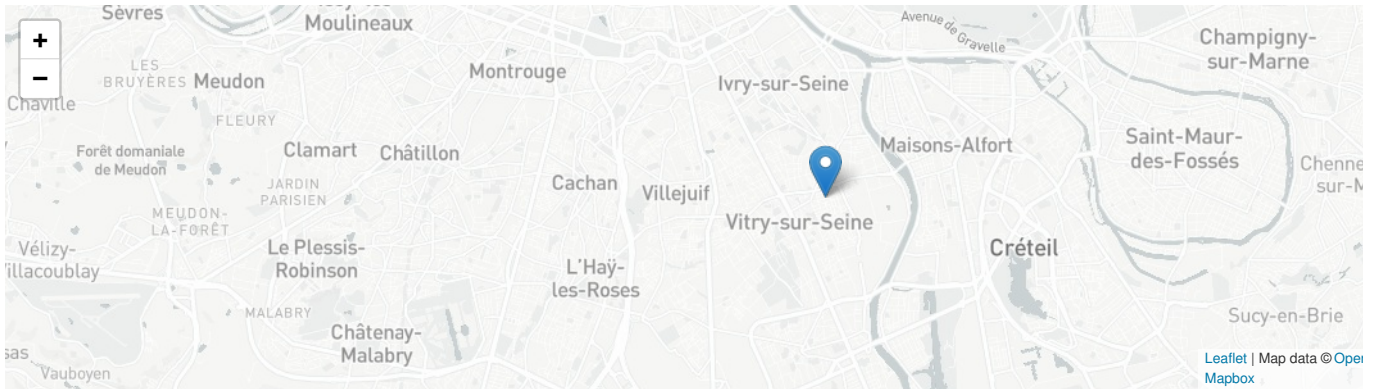 Sèvres
Moulineaux
Avenue de Gravelle
Champigny-
sur-Marne
+
−
LES
BRUYÈRES
Meudon
Montrouge
Ivry-sur-Seine
Chaville
FLEURY
Forêt domaniale
de Meudon
Clamart
Châtillon
Maisons-Alfort
Saint-Maur-
des-Fossés
JARDIN
PARISIEN
Cachan
Villejuif
MEUDON-
LA-FORÊT
Vitry-sur-Seine
Vélizy-
Le Plessis-
Robinson
Créteil
L'Haÿ-
les-Roses
MALABRY
Châtenay-
Malabry
Sucy-en-Brie
Vauboyen
Leaflet | Map data © Open
Mapbox